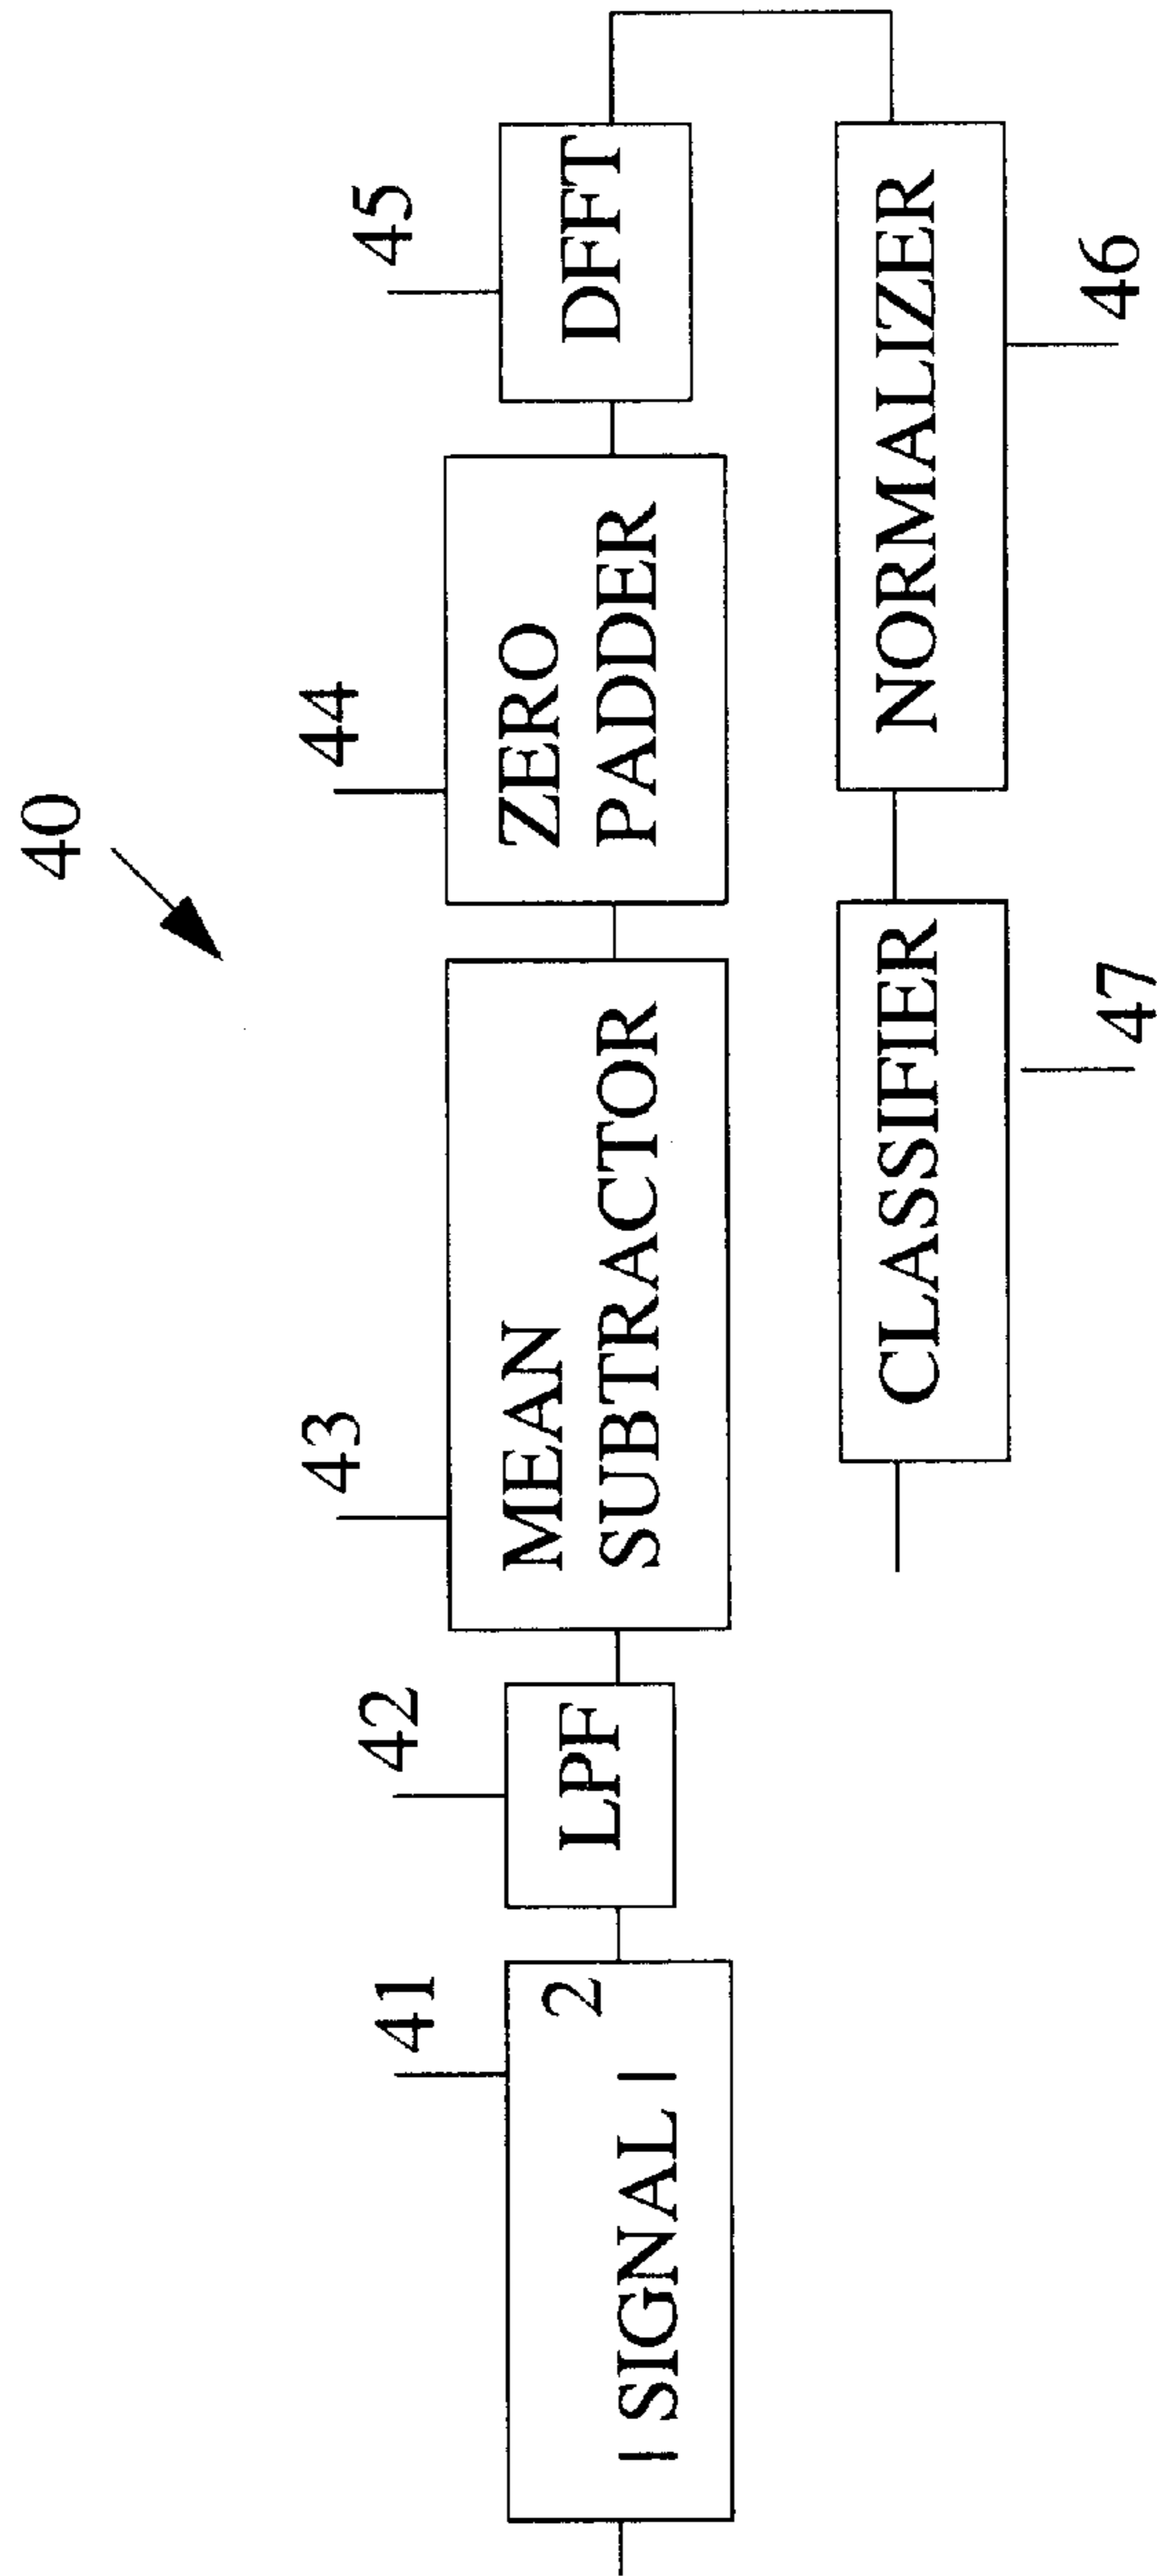 40
41
42
43
44
45
| SIGNAL | 2
LPF
MEAN
SUBTRACTOR
ZERO
PADDER
DFFT
CLASSIFIER
NORMALIZER
47
46